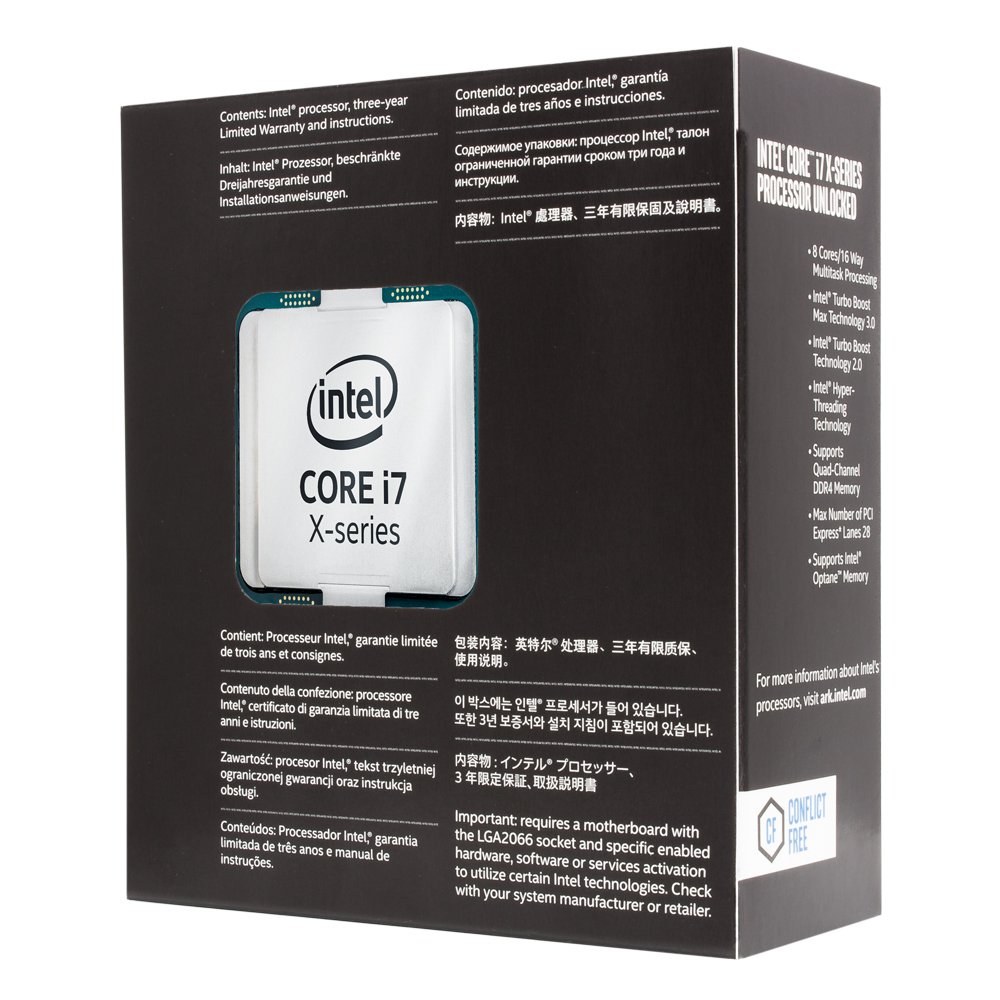 Contents: Intel® processor, three-year
Limited Warranty and instructions.
Inhalt: Intel® Prozessor, beschränkte
Dreijahresgarantie und
Installationsanweisungen.
Contenido: procesador Intel,® garantía
limitada de tres años e instrucciones.
Содержимое упаковки: процессор Intel,® талон
ограниченной гарантии сроком три года и
инструкции.
內容物: Intel® 處理器、三年有限保固及說明書。
intel
CORE i7
X-series
Contient: Processeur Intel,® garantie limitée
de trois ans et consignes.
Contenuto della confezione: processore
Intel,® certificato di garanzia limitata di tre
anni e istruzioni.
Zawartość: procesor Intel,® tekst trzyletniej
ograniczonej gwarancji oraz instrukcja
obsługi.
Conteúdos: Processador Intel,® garantia
limitada de três anos e manual de
instruções.
包装内容: 英特尔® 处理器、三年有限质保、
使用说明。
이 박스에는 인텔® 프로세서가 들어 있습니다.
또한 3년 보증서와 설치 지침이 포함되어 있습니다.
内容物 : インテル® プロセッサー、
3 年限定保証、取扱説明書
Important: requires a motherboard with
the LGA2066 socket and specific enabled
hardware, software or services activation
to utilize certain Intel technologies. Check
with your system manufacturer or retailer.
INTEL® CORE™ i7 X-SERIES
PROCESSOR UNLOCKED
• 8 Cores/16 Way
Multitask Processing
• Intel® Turbo Boost
Max Technology 3.0
• Intel® Turbo Boost
Technology 2.0
• Intel® Hyper-
Threading
Technology
• Supports
Quad-Channel
DDR4 Memory
• Max Number of PCI
Express® Lanes 28
• Supports Intel®
Optane™ Memory
For more information about Intel's
processors, visit ark.intel.com
CF
CONFLICT
FREE